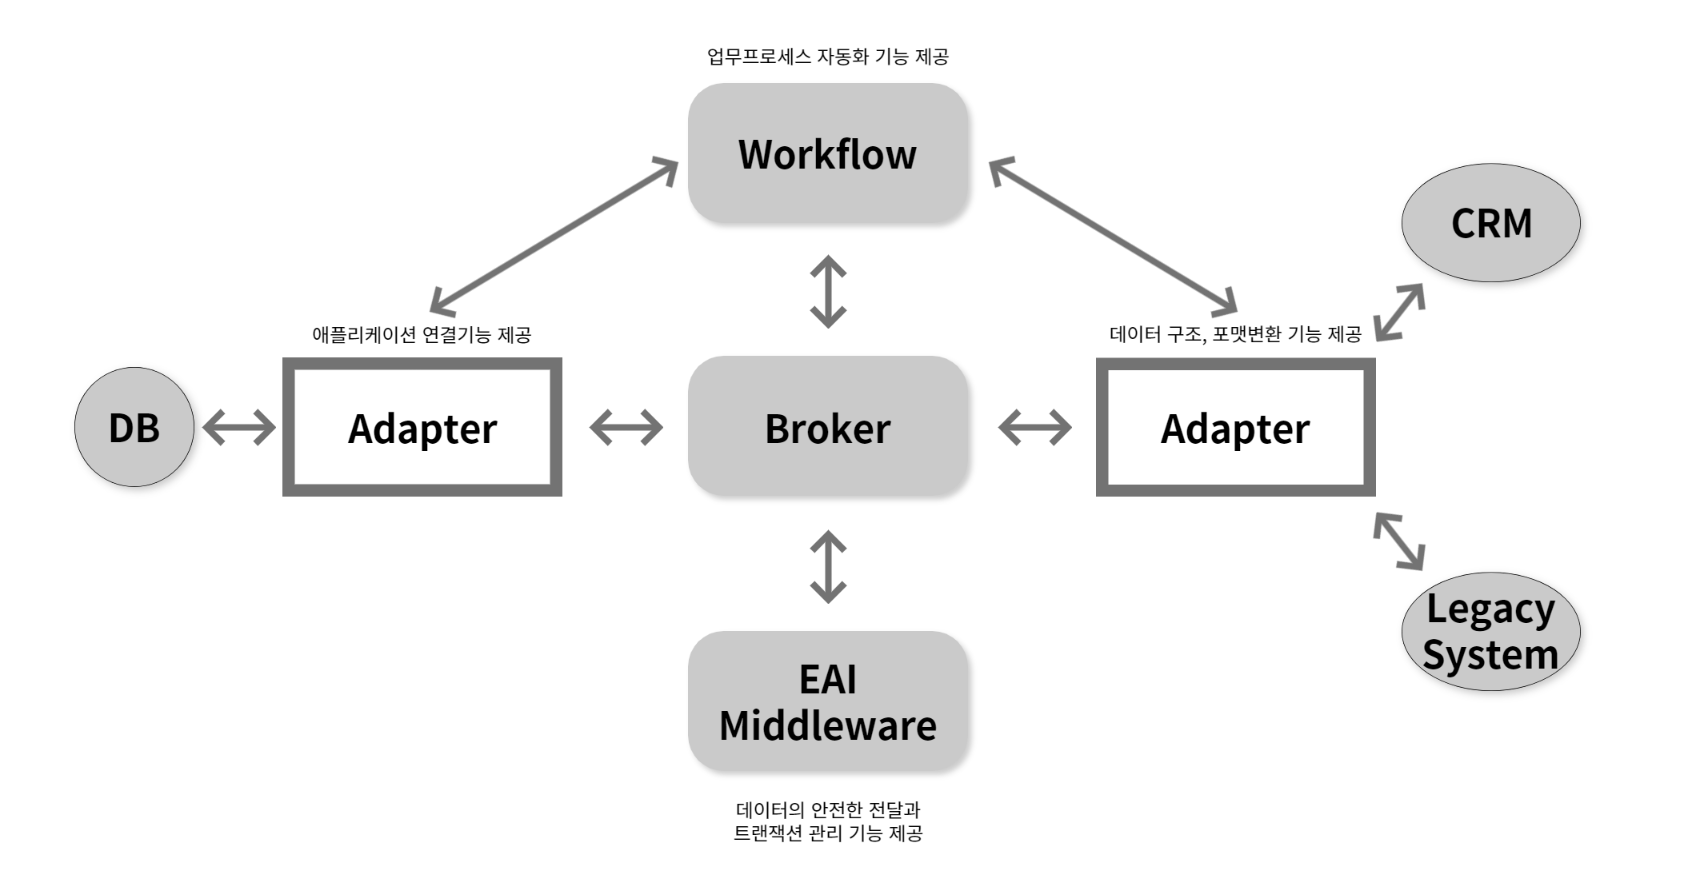 업무프로세스 자동화 기능 제공
Workflow
CRM
애플리케이션 연결기능 제공
데이터 구조, 포맷변환 기능 제공
DB
Adapter
Broker
Adapter
Legacy
System
EAI
Middleware
데이터의 안전한 전달과
트랜잭션 관리 기능 제공